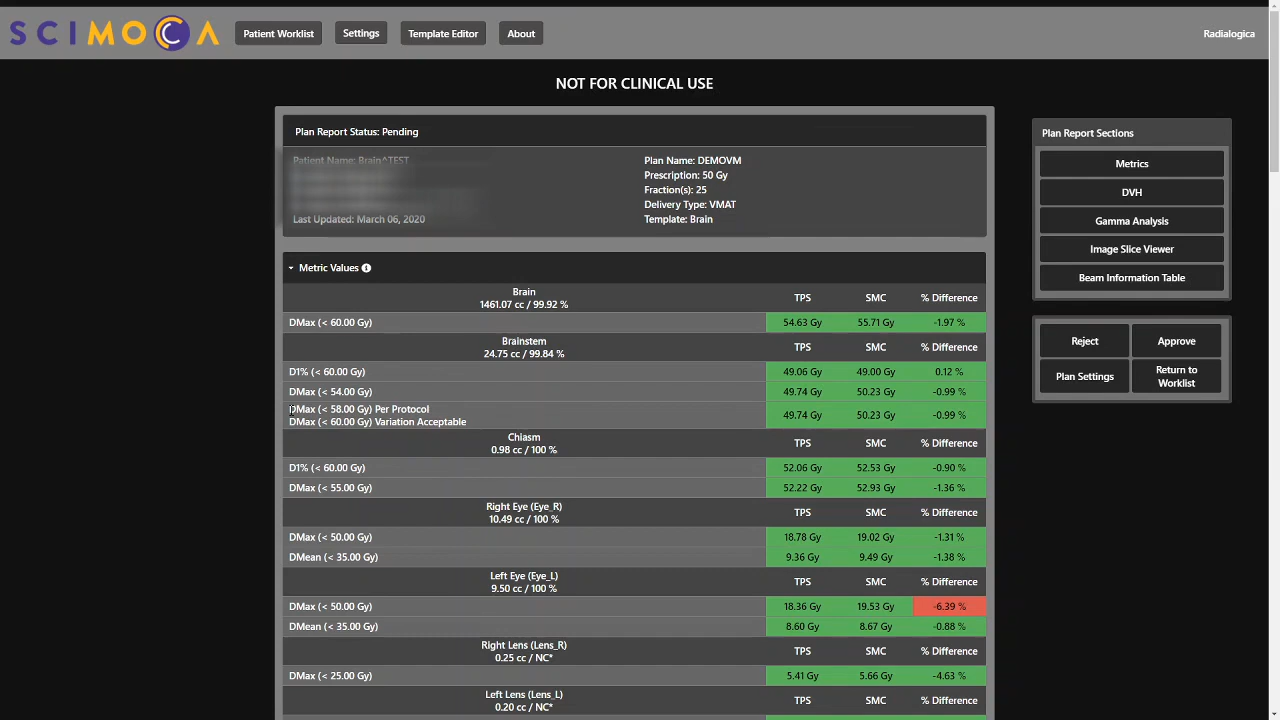 SCIMOCA
Patient Worklist
Settings
Template Editor
About
Radialogica
NOT FOR CLINICAL USE
Plan Report Status: Pending
Patient Name: Brain^TEST
Last Updated: March 06, 2020
Plan Name: DEMOVM
Prescription: 50 Gy
Fraction(s): 25
Delivery Type: VMAT
Template: Brain
Metric Values
Brain
1461.07 cc / 99.92 %
TPS SMC % Difference
DMax (< 60.00 Gy) 54.63 Gy 55.71 Gy -1.97 %
Brainstem
24.75 cc / 99.84 %
TPS SMC % Difference
D1% (< 60.00 Gy) 49.06 Gy 49.00 Gy 0.12 %
DMax (< 54.00 Gy) 49.74 Gy 50.23 Gy -0.99 %
DMax (< 58.00 Gy) Per Protocol
DMax (< 60.00 Gy) Variation Acceptable
49.74 Gy 50.23 Gy -0.99 %
Chiasm
0.98 cc / 100 %
TPS SMC % Difference
D1% (< 60.00 Gy) 52.06 Gy 52.53 Gy -0.90 %
DMax (< 55.00 Gy) 52.22 Gy 52.93 Gy -1.36 %
Right Eye (Eye_R)
10.49 cc / 100 %
TPS SMC % Difference
DMax (< 50.00 Gy) 18.78 Gy 19.02 Gy -1.31 %
DMean (< 35.00 Gy) 9.36 Gy 9.49 Gy -1.38 %
Left Eye (Eye_L)
9.50 cc / 100 %
TPS SMC % Difference
DMax (< 50.00 Gy) 18.36 Gy 19.53 Gy -6.39 %
DMean (< 35.00 Gy) 8.60 Gy 8.67 Gy -0.88 %
Right Lens (Lens_R)
0.25 cc / NC*
TPS SMC % Difference
DMax (< 25.00 Gy) 5.41 Gy 5.66 Gy -4.63 %
Left Lens (Lens_L)
0.20 cc / NC*
TPS SMC % Difference
Plan Report Sections
Metrics
DVH
Gamma Analysis
Image Slice Viewer
Beam Information Table
Reject
Approve
Plan Settings
Return to
Worklist